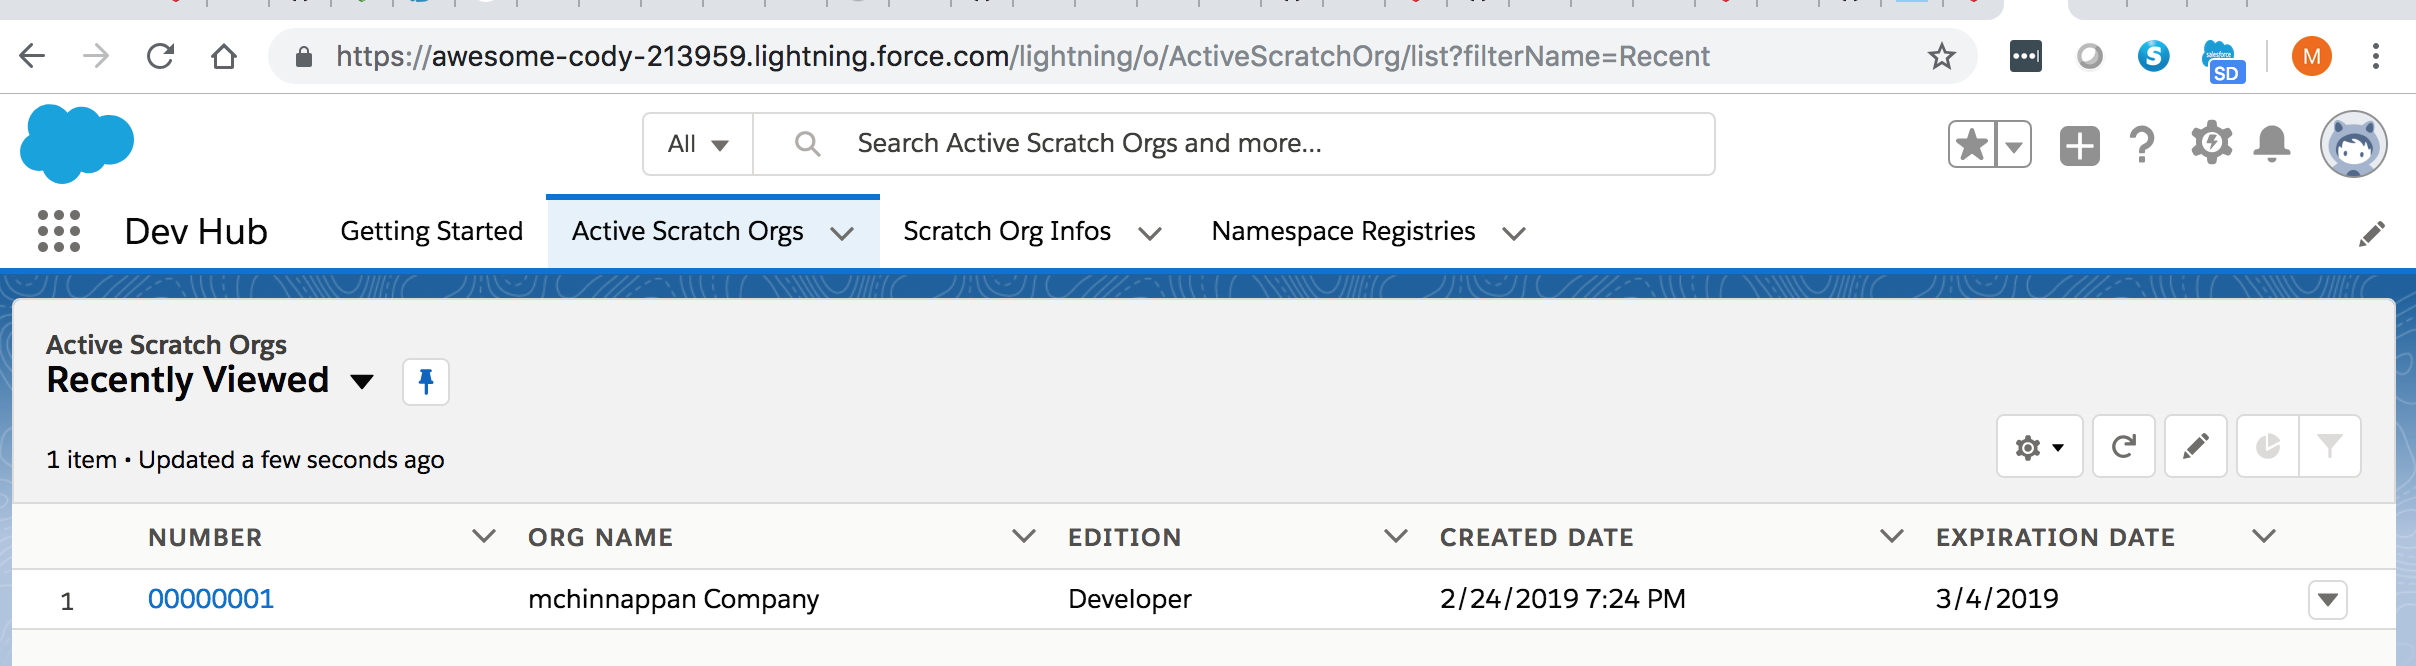 https://awesome-cody-213959.lightning.force.com/lightning/o/ActiveScratchOrg/list?filterName=Recent
S
salesforce
SD
M
All
Search Active Scratch Orgs and more...
Dev Hub
Getting Started
Active Scratch Orgs
Scratch Org Infos
Namespace Registries
Active Scratch Orgs
Recently Viewed
1 item • Updated a few seconds ago
NUMBER ORG NAME EDITION CREATED DATE EXPIRATION DATE
1 00000001 mchinnappan Company Developer 2/24/2019 7:24 PM 3/4/2019